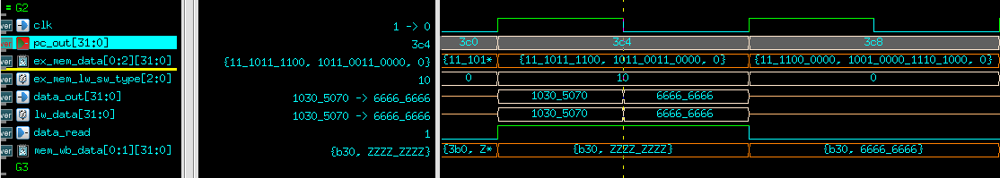 = G2
ver clk 1 -> 0
ver pc_out[31:0] 3c4 3c0 3c4 3c8
ver ex_mem_data[0:2][31:0] {11_1011_1100, 1011_0011_0000, 0} {11_101* {11_1011_1100, 1011_0011_0000, 0} {11_1100_0000, 1001_0000_1110_1000, 0}
ver ex_mem_lw_sw_type[2:0] 10 0 10 0
ver data_out[31:0] 1030_5070 -> 6666_6666 1030_5070 6666_6666
ver lw_data[31:0] 1030_5070 -> 6666_6666 1030_5070 6666_6666
ver data_read 1
ver mem_wb_data[0:1][31:0] {b30, ZZZZ_ZZZZ} {3b0, Z* {b30, ZZZZ_ZZZZ} {b30, 6666_6666}
G3